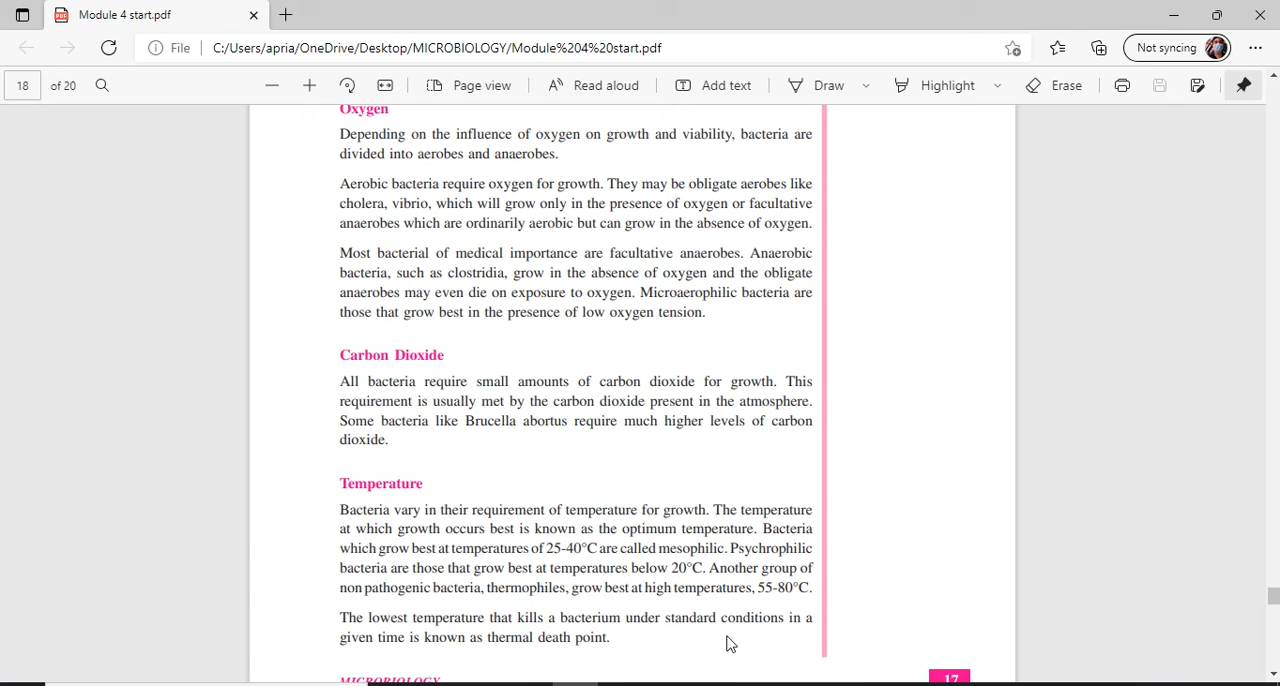 Module 4 start.pdf
File C:/Users/apria/OneDrive/Desktop/MICROBIOLOGY/Module%204%20start.pdf
Not syncing
18 of 20
Page view
Read aloud
Add text
Draw
Highlight
Erase
Oxygen
Depending on the influence of oxygen on growth and viability, bacteria are
divided into aerobes and anaerobes.
Aerobic bacteria require oxygen for growth. They may be obligate aerobes like
cholera, vibrio, which will grow only in the presence of oxygen or facultative
anaerobes which are ordinarily aerobic but can grow in the absence of oxygen.
Most bacterial of medical importance are facultative anaerobes. Anaerobic
bacteria, such as clostridia, grow in the absence of oxygen and the obligate
anaerobes may even die on exposure to oxygen. Microaerophilic bacteria are
those that grow best in the presence of low oxygen tension.
Carbon Dioxide
All bacteria require small amounts of carbon dioxide for growth. This
requirement is usually met by the carbon dioxide present in the atmosphere.
Some bacteria like Brucella abortus require much higher levels of carbon
dioxide.
Temperature
Bacteria vary in their requirement of temperature for growth. The temperature
at which growth occurs best is known as the optimum temperature. Bacteria
which grow best at temperatures of 25-40°C are called mesophilic. Psychrophilic
bacteria are those that grow best at temperatures below 20°C. Another group of
non pathogenic bacteria, thermophiles, grow best at high temperatures, 55-80°C.
The lowest temperature that kills a bacterium under standard conditions in a
given time is known as thermal death point.
MICROBIOLOGY
17